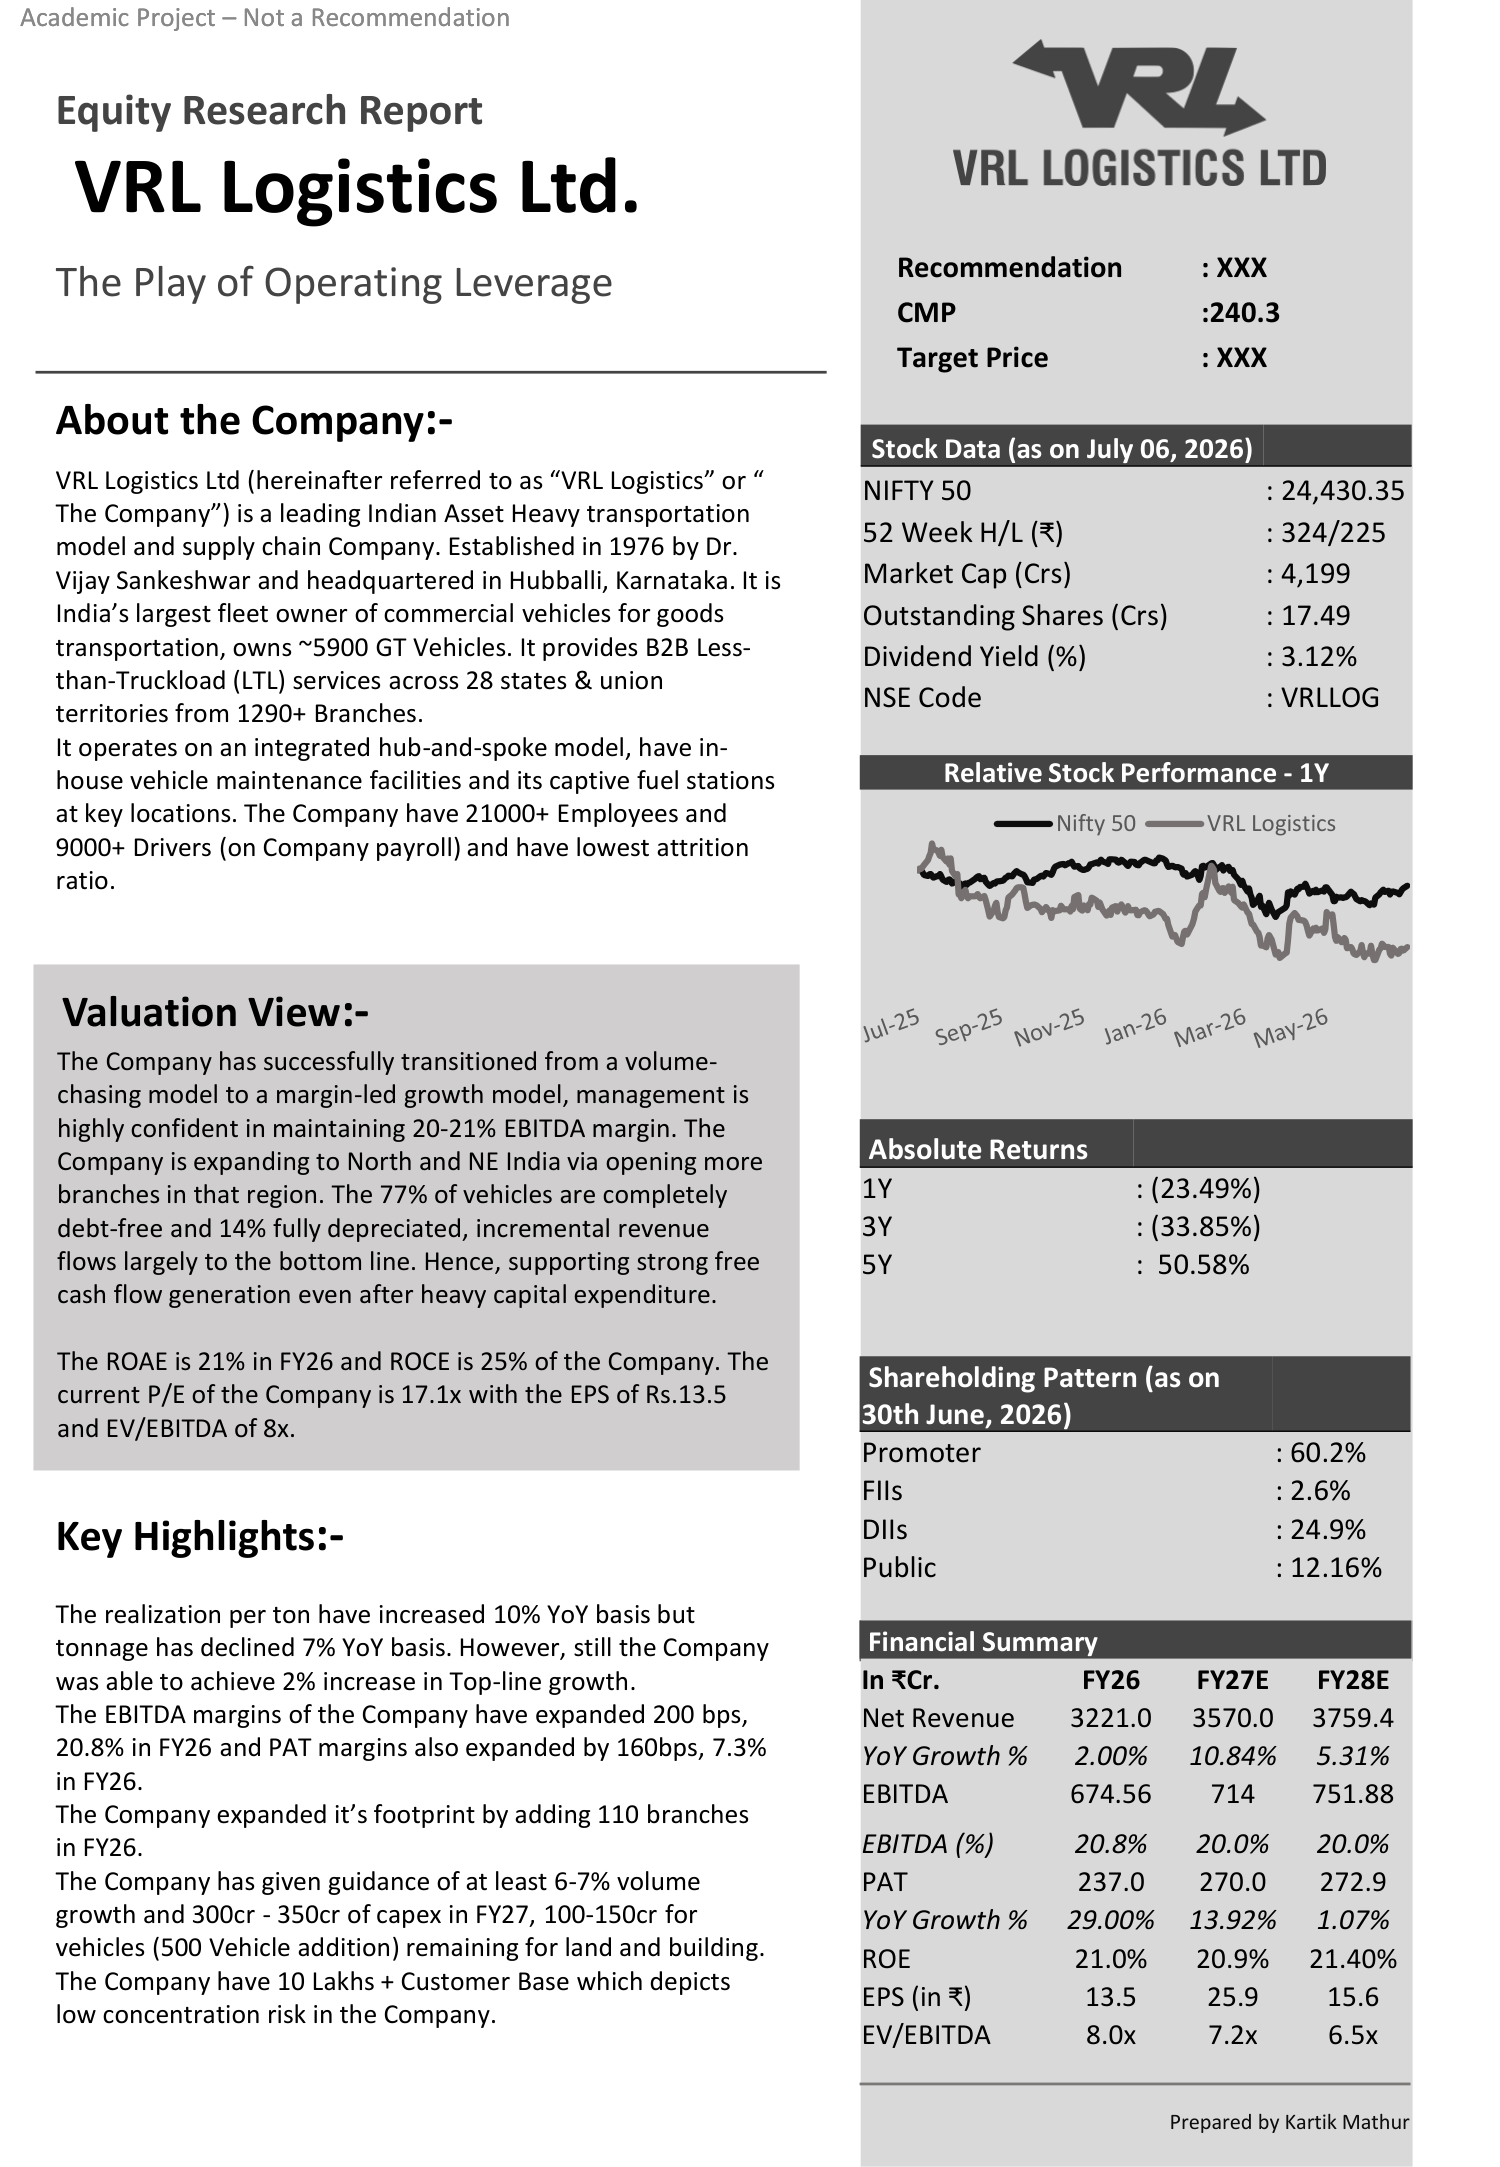 Academic Project – Not a Recommendation
Equity Research Report
VRL Logistics Ltd.
The Play of Operating Leverage
About the Company:-
VRL Logistics Ltd (hereinafter referred to as “VRL Logistics” or “
The Company”) is a leading Indian Asset Heavy transportation
model and supply chain Company. Established in 1976 by Dr.
Vijay Sankeshwar and headquartered in Hubballi, Karnataka. It is
India’s largest fleet owner of commercial vehicles for goods
transportation, owns ~5900 GT Vehicles. It provides B2B Less-
than-Truckload (LTL) services across 28 states & union
territories from 1290+ Branches.
It operates on an integrated hub-and-spoke model, have in-
house vehicle maintenance facilities and its captive fuel stations
at key locations. The Company have 21000+ Employees and
9000+ Drivers (on Company payroll) and have lowest attrition
ratio.
Valuation View:-
The Company has successfully transitioned from a volume-
chasing model to a margin-led growth model, management is
highly confident in maintaining 20-21% EBITDA margin. The
Company is expanding to North and NE India via opening more
branches in that region. The 77% of vehicles are completely
debt-free and 14% fully depreciated, incremental revenue
flows largely to the bottom line. Hence, supporting strong free
cash flow generation even after heavy capital expenditure.
The ROAE is 21% in FY26 and ROCE is 25% of the Company. The
current P/E of the Company is 17.1x with the EPS of Rs.13.5
and EV/EBITDA of 8x.
Key Highlights:-
The realization per ton have increased 10% YoY basis but
tonnage has declined 7% YoY basis. However, still the Company
was able to achieve 2% increase in Top-line growth.
The EBITDA margins of the Company have expanded 200 bps,
20.8% in FY26 and PAT margins also expanded by 160bps, 7.3%
in FY26.
The Company expanded it’s footprint by adding 110 branches
in FY26.
The Company has given guidance of at least 6-7% volume
growth and 300cr - 350cr of capex in FY27, 100-150cr for
vehicles (500 Vehicle addition) remaining for land and building.
The Company have 10 Lakhs + Customer Base which depicts
low concentration risk in the Company.
VRL
VRL LOGISTICS LTD
Recommendation : XXX
CMP :240.3
Target Price : XXX
Stock Data (as on July 06, 2026)
NIFTY 50 : 24,430.35
52 Week H/L (₹) : 324/225
Market Cap (Crs) : 4,199
Outstanding Shares (Crs) : 17.49
Dividend Yield (%) : 3.12%
NSE Code : VRLLOG
Relative Stock Performance - 1Y
Nifty 50 VRL Logistics
Jul-25 Sep-25 Nov-25 Jan-26 Mar-26 May-26
Absolute Returns
1Y : (23.49%)
3Y : (33.85%)
5Y : 50.58%
Shareholding Pattern (as on
30th June, 2026)
Promoter : 60.2%
FIIs : 2.6%
DIIs : 24.9%
Public : 12.16%
Financial Summary
In ₹Cr. FY26 FY27E FY28E
Net Revenue 3221.0 3570.0 3759.4
YoY Growth % 2.00% 10.84% 5.31%
EBITDA 674.56 714 751.88
EBITDA (%) 20.8% 20.0% 20.0%
PAT 237.0 270.0 272.9
YoY Growth % 29.00% 13.92% 1.07%
ROE 21.0% 20.9% 21.40%
EPS (in ₹) 13.5 25.9 15.6
EV/EBITDA 8.0x 7.2x 6.5x
Prepared by Kartik Mathur